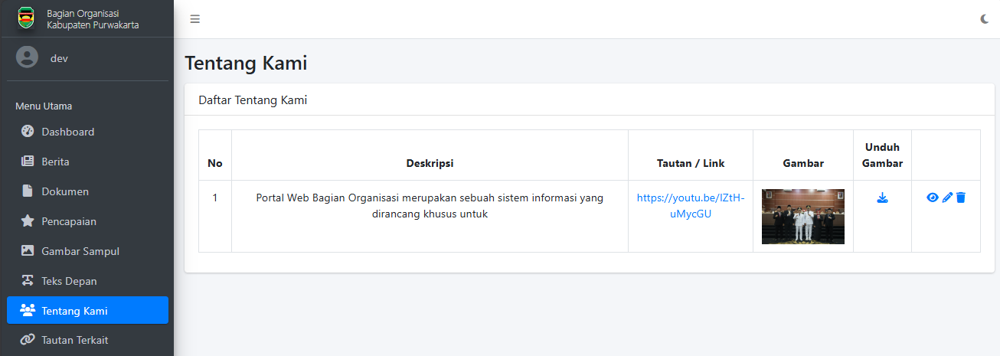 Bagian Organisasi
Kabupaten Purwakarta
dev
Menu Utama
Dashboard
Berita
Dokumen
Pencapaian
Gambar Sampul
Teks Depan
Tentang Kami
Tautan Terkait
Tentang Kami
Daftar Tentang Kami
No
Deskripsi
Tautan / Link
Gambar
Unduh
Gambar
1
Portal Web Bagian Organisasi merupakan sebuah sistem informasi yang
dirancang khusus untuk
https://youtu.be/lZtH-
uMycGU